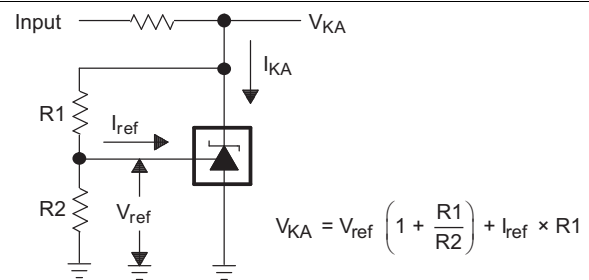 Input
V_KA
I_KA
R1
I_ref
R2
V_ref
V_KA = V_ref (1 + R1/R2) + I_ref × R1